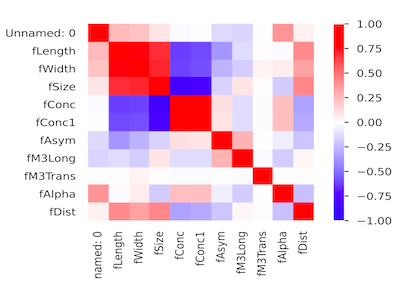 Unnamed: 0
fLength
fWidth
fSize
fConc
fConc1
fAsym
fM3Long
fM3Trans
fAlpha
fDist
named: 0
fLength
fWidth
fSize
fConc
fConc1
fAsym
fM3Long
fM3Trans
fAlpha
fDist
1.00
0.75
0.50
0.25
0.00
−0.25
−0.50
−0.75
−1.00